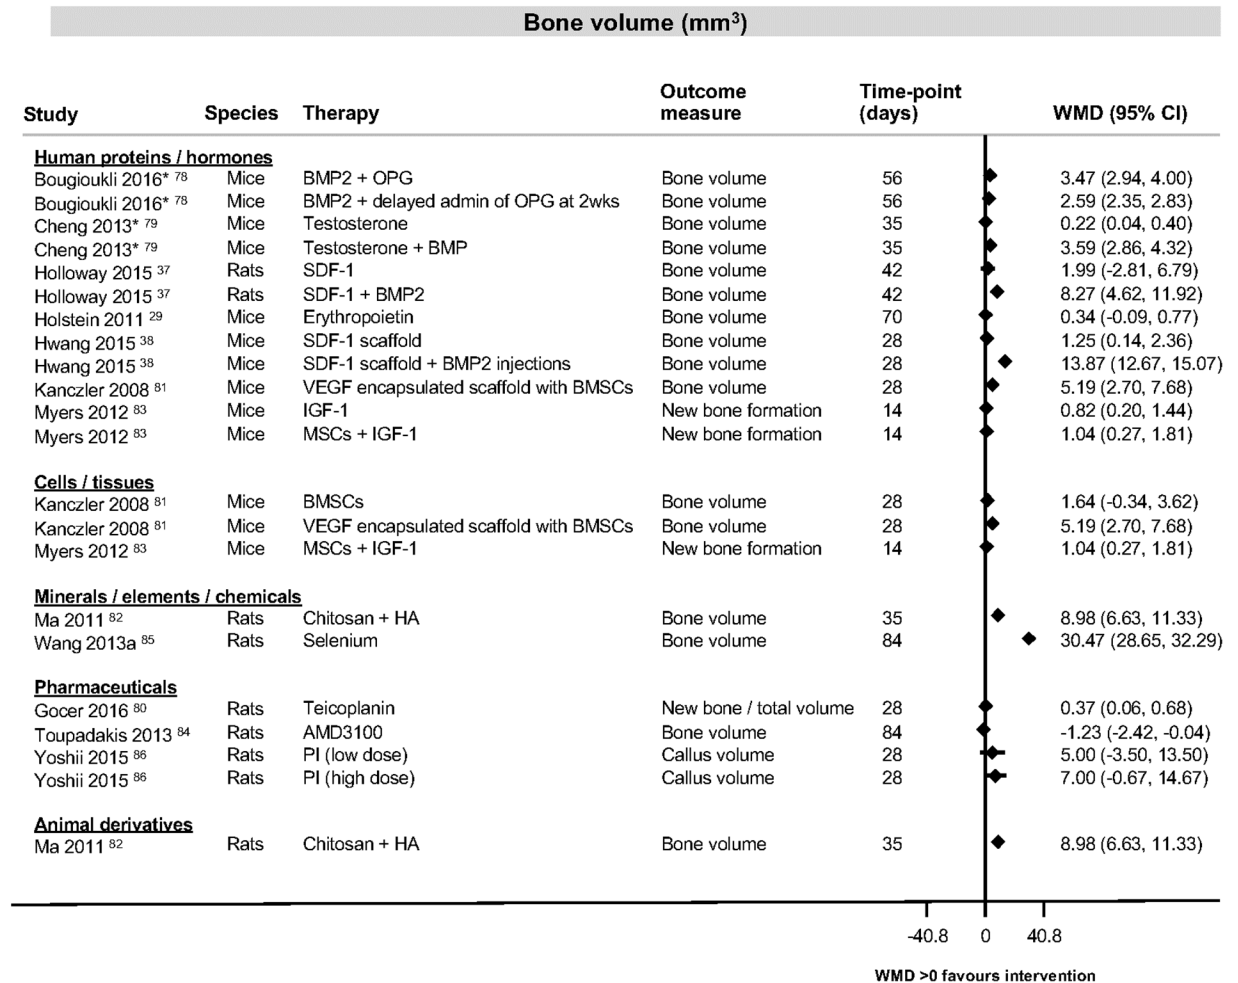 Bone volume (mm³)
Study Species Therapy Outcome measure Time-point (days) WMD (95% CI)
Human proteins / hormones
Bougioukli 2016* 78 Mice BMP2 + OPG Bone volume 56 3.47 (2.94, 4.00)
Bougioukli 2016* 78 Mice BMP2 + delayed admin of OPG at 2wks Bone volume 56 2.59 (2.35, 2.83)
Cheng 2013* 79 Mice Testosterone Bone volume 35 0.22 (0.04, 0.40)
Cheng 2013* 79 Mice Testosterone + BMP Bone volume 35 3.59 (2.86, 4.32)
Holloway 2015 37 Rats SDF-1 Bone volume 42 1.99 (-2.81, 6.79)
Holloway 2015 37 Rats SDF-1 + BMP2 Bone volume 42 8.27 (4.62, 11.92)
Holstein 2011 29 Mice Erythropoietin Bone volume 70 0.34 (-0.09, 0.77)
Hwang 2015 38 Mice SDF-1 scaffold Bone volume 28 1.25 (0.14, 2.36)
Hwang 2015 38 Mice SDF-1 scaffold + BMP2 injections Bone volume 28 13.87 (12.67, 15.07)
Kanczler 2008 81 Mice VEGF encapsulated scaffold with BMSCs Bone volume 28 5.19 (2.70, 7.68)
Myers 2012 83 Mice IGF-1 New bone formation 14 0.82 (0.20, 1.44)
Myers 2012 83 Mice MSCs + IGF-1 New bone formation 14 1.04 (0.27, 1.81)
Cells / tissues
Kanczler 2008 81 Mice BMSCs Bone volume 28 1.64 (-0.34, 3.62)
Kanczler 2008 81 Mice VEGF encapsulated scaffold with BMSCs Bone volume 28 5.19 (2.70, 7.68)
Myers 2012 83 Mice MSCs + IGF-1 New bone formation 14 1.04 (0.27, 1.81)
Minerals / elements / chemicals
Ma 2011 82 Rats Chitosan + HA Bone volume 35 8.98 (6.63, 11.33)
Wang 2013a 85 Rats Selenium Bone volume 84 30.47 (28.65, 32.29)
Pharmaceuticals
Gocer 2016 80 Rats Teicoplanin New bone / total volume 28 0.37 (0.06, 0.68)
Toupadakis 2013 84 Rats AMD3100 Bone volume 84 -1.23 (-2.42, -0.04)
Yoshii 2015 86 Rats PI (low dose) Callus volume 28 5.00 (-3.50, 13.50)
Yoshii 2015 86 Rats PI (high dose) Callus volume 28 7.00 (-0.67, 14.67)
Animal derivatives
Ma 2011 82 Rats Chitosan + HA Bone volume 35 8.98 (6.63, 11.33)
-40.8 0 40.8
WMD >0 favours intervention